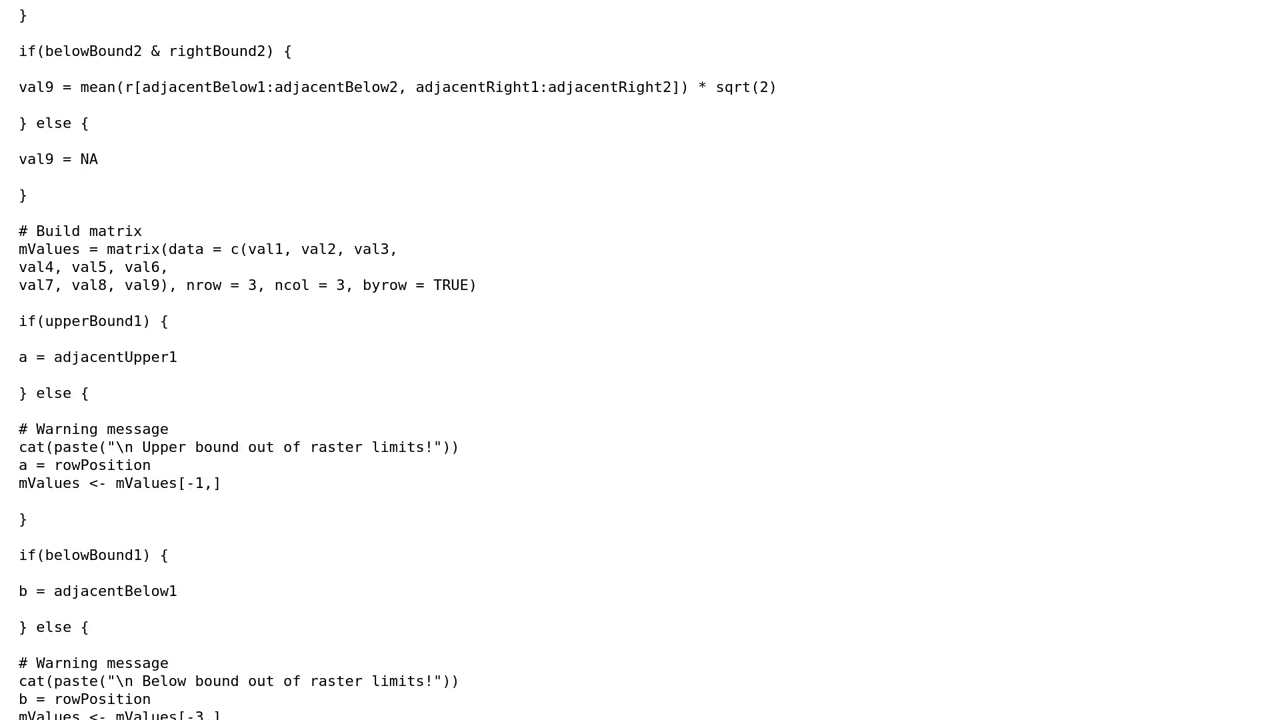 }
if(belowBound2 & rightBound2) {
val9 = mean(r[adjacentBelow1:adjacentBelow2, adjacentRight1:adjacentRight2]) * sqrt(2)
} else {
val9 = NA
}
# Build matrix
mValues = matrix(data = c(val1, val2, val3,
val4, val5, val6,
val7, val8, val9), nrow = 3, ncol = 3, byrow = TRUE)
if(upperBound1) {
a = adjacentUpper1
} else {
# Warning message
cat(paste("\n Upper bound out of raster limits!"))
a = rowPosition
mValues <- mValues[-1,]
}
if(belowBound1) {
b = adjacentBelow1
} else {
# Warning message
cat(paste("\n Below bound out of raster limits!"))
b = rowPosition
mValues <- mValues[-3,]